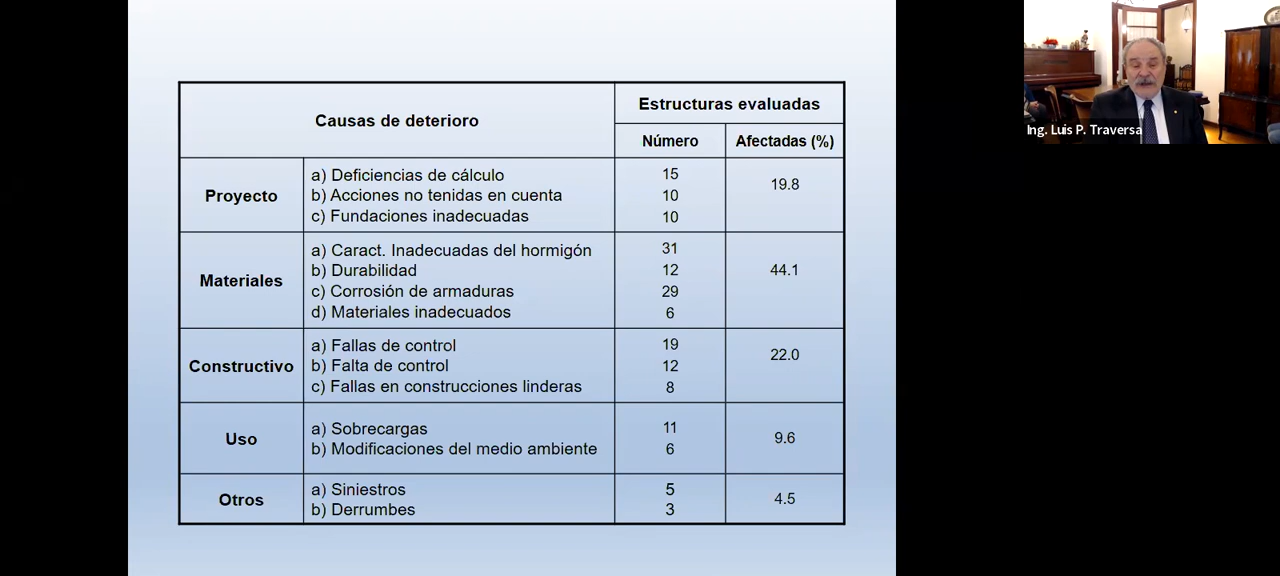 Causas de deterioro
Estructuras evaluadas
Número
Afectadas (%)
Proyecto
a) Deficiencias de cálculo
15
b) Acciones no tenidas en cuenta
10
c) Fundaciones inadecuadas
10
19.8
Materiales
a) Caract. Inadecuadas del hormigón
31
b) Durabilidad
12
c) Corrosión de armaduras
29
d) Materiales inadecuados
6
44.1
Constructivo
a) Fallas de control
19
b) Falta de control
12
c) Fallas en construcciones linderas
8
22.0
Uso
a) Sobrecargas
11
b) Modificaciones del medio ambiente
6
9.6
Otros
a) Siniestros
5
b) Derrumbes
3
4.5
Ing. Luis P. Traversa